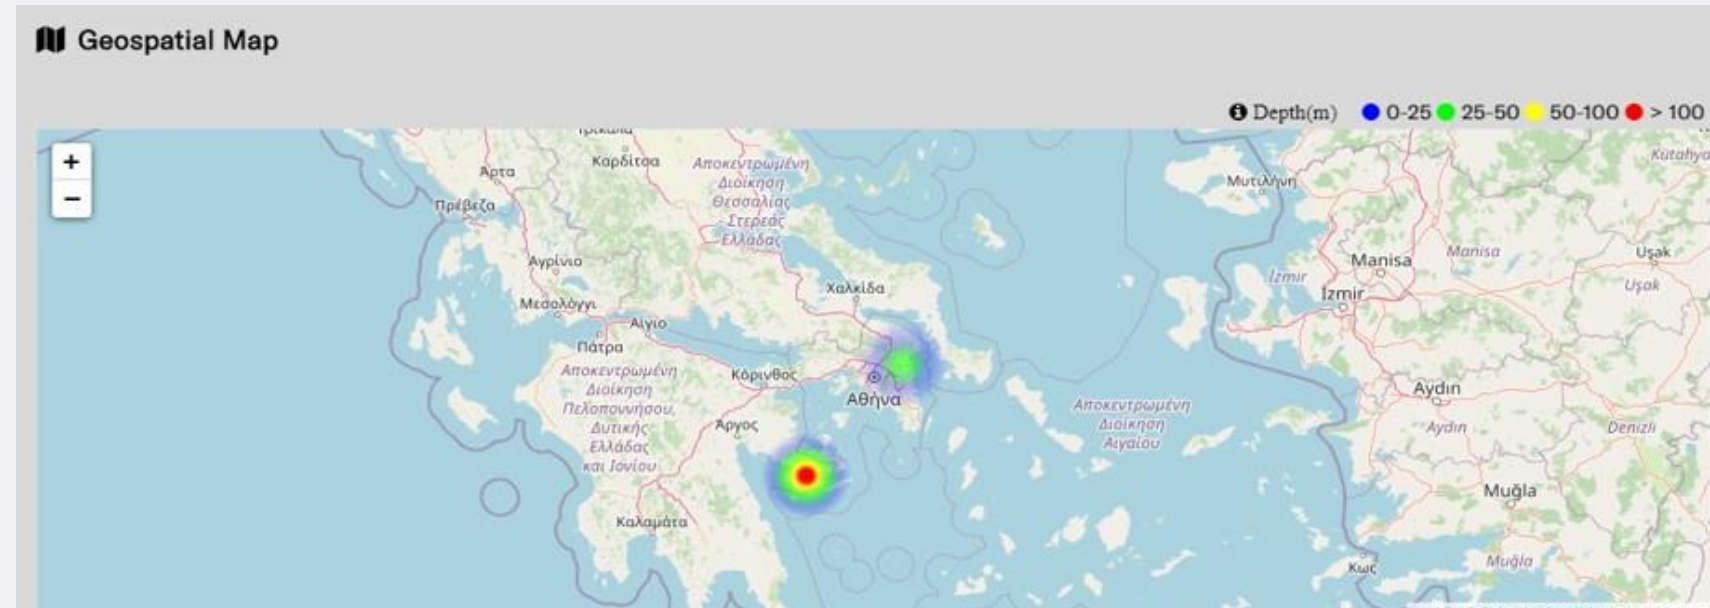 Geospatial Map
Depth(m) 0-25 25-50 50-100 > 100
+
−
Καρδίτσα
Άρτα
Πρέβεζα
Αποκεντρωμένη
Διοίκηση
Θεσσαλίας
- Στερεάς
Ελλάδας
Μυτιλήνη
Kütahya
Αγρίνιο
Μεσολόγγι
Χαλκίδα
Manisa
Manisa
Uşak
Uşak
İzmir
İzmir
Αίγιο
Πάτρα
Κόρινθος
Αθήνα
Αποκεντρωμένη
Διοίκηση
Πελοποννήσου,
Δυτικής
Ελλάδας
και Ιονίου
Άργος
Αποκεντρωμένη
Διοίκηση
Αιγαίου
Aydın
Aydın
Denizli
Καλαμάτα
Muğla
Muğla
Κως